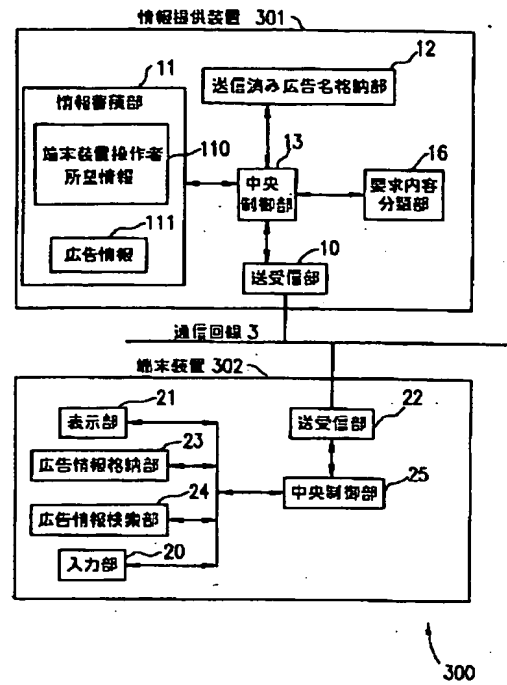 情報提供装置 301
11
情報蓄積部
端末装置操作者
所望情報
110
111
広告情報
12
送信済み広告名格納部
13
中央
制御部
16
要求内容
分類部
10
送受信部
通信回線 3
端末装置 302
21
表示部
23
広告情報格納部
24
広告情報検索部
20
入力部
送受信部
22
中央制御部
25
300